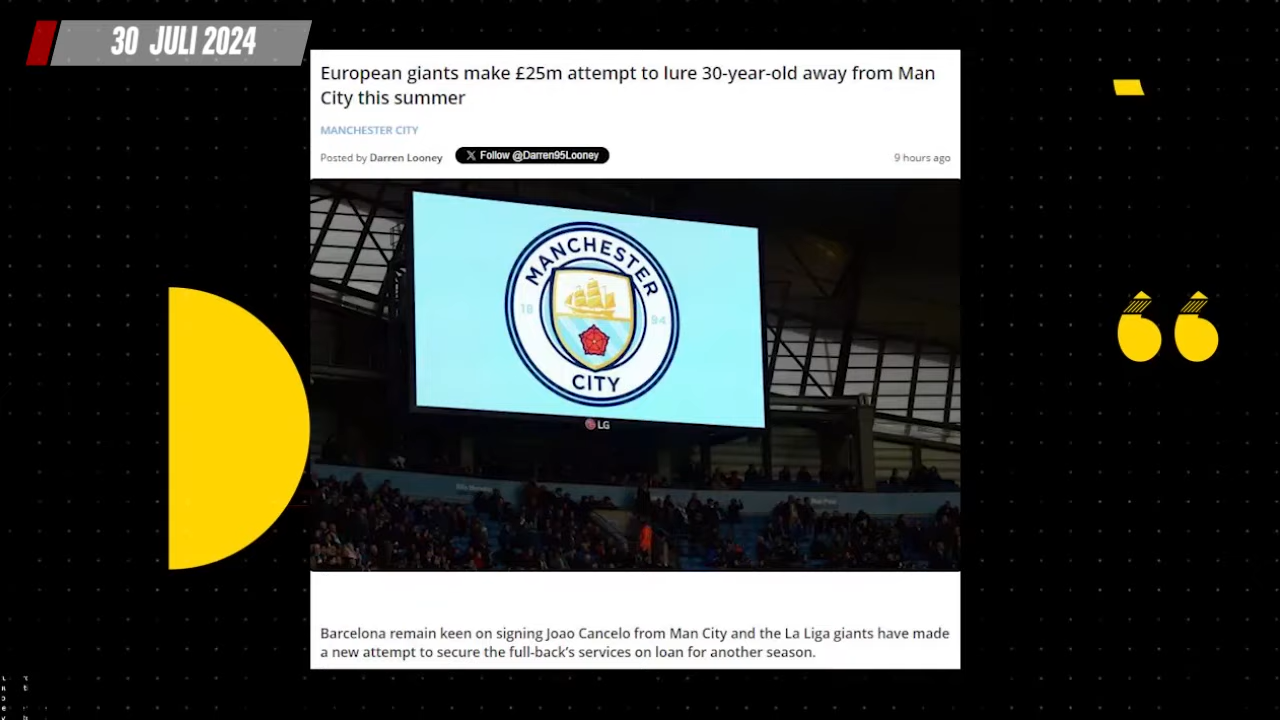 30 JULI 2024
European giants make £25m attempt to lure 30-year-old away from Man
City this summer
MANCHESTER CITY
Posted by Darren Looney
X Follow @Darren95Looney
9 hours ago
MANCHESTER
18 94
CITY
LG
Barcelona remain keen on signing Joao Cancelo from Man City and the La Liga giants have made
a new attempt to secure the full-back's services on loan for another season.